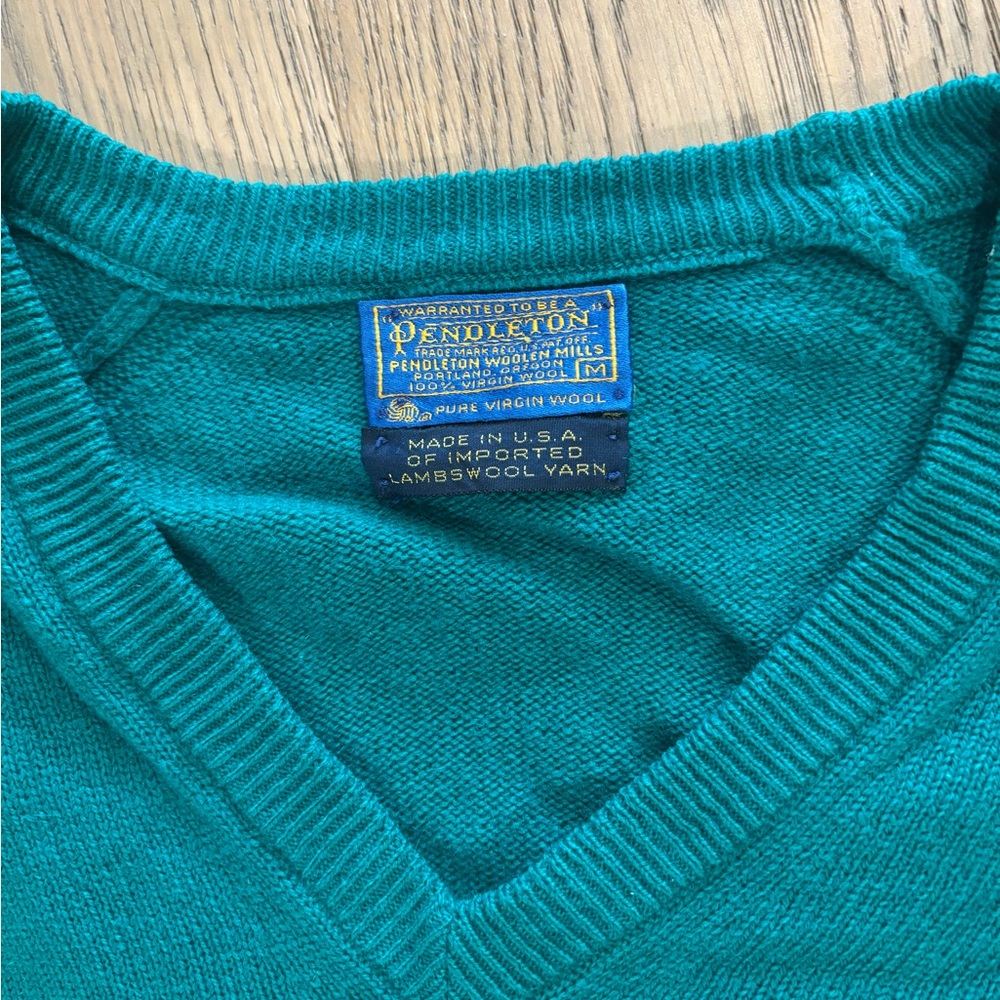 "WARRANTED TO BE A
PENDLETON
TRADE MARK REG. U.S. PAT. OFF.
PENDLETON WOOLEN MILLS
PORTLAND, OREGON
100% VIRGIN WOOL M
PURE VIRGIN WOOL
MADE IN U.S.A.
OF IMPORTED
LAMBSWOOL YARN